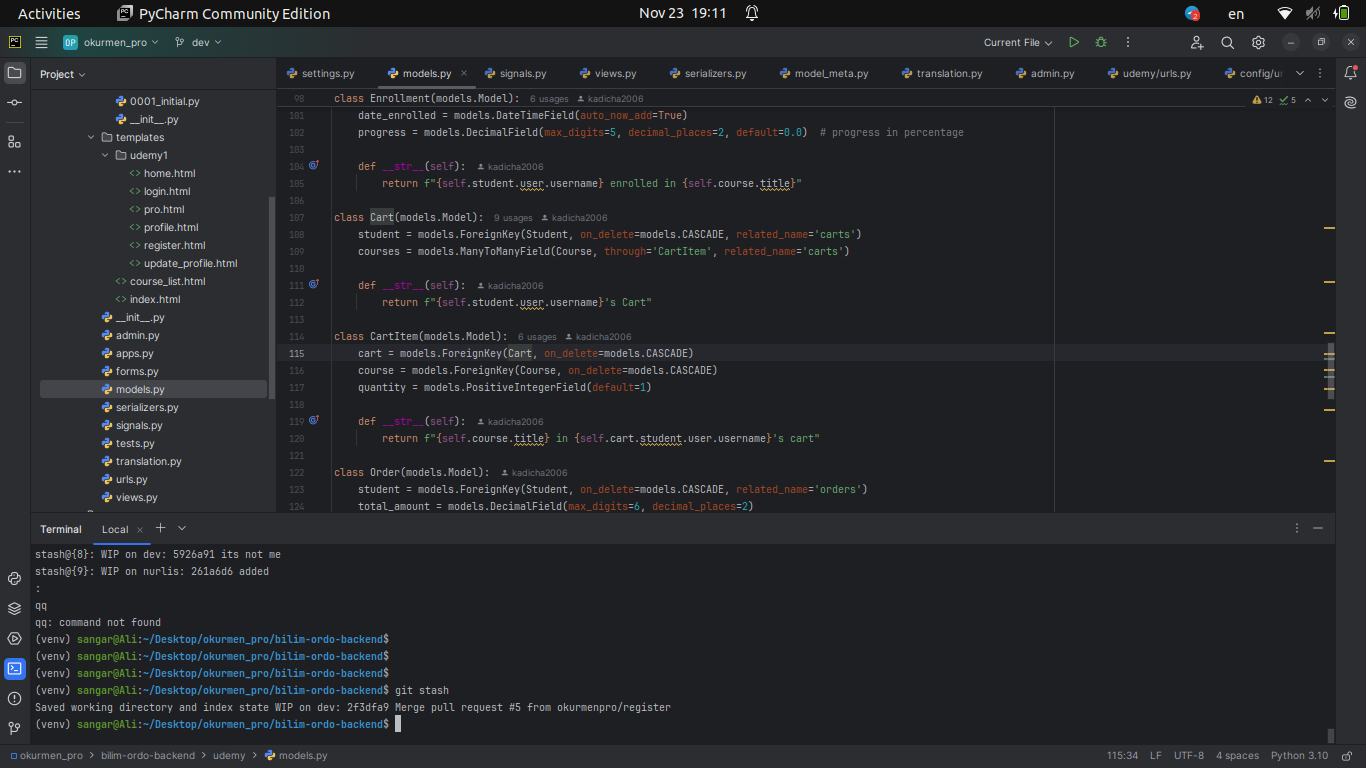 Activities PyCharm Community Edition Nov 23 19:11 2 en
PC okurmen_pro OP dev Current File
Project settings.py models.py signals.py views.py serializers.py model_meta.py translation.py admin.py udemy/urls.py config/ur
0001_initial.py
__init__.py
templates
udemy1
home.html
login.html
pro.html
profile.html
register.html
update_profile.html
course_list.html
index.html
__init__.py
admin.py
apps.py
forms.py
models.py
serializers.py
signals.py
tests.py
translation.py
urls.py
views.py
98 class Enrollment(models.Model): 6 usages kadicha2006 12 5
101 date_enrolled = models.DateTimeField(auto_now_add=True)
102 progress = models.DecimalField(max_digits=5, decimal_places=2, default=0.0) # progress in percentage
103
104 def __str__(self): kadicha2006
105 return f"{self.student.user.username} enrolled in {self.course.title}"
106
107 class Cart(models.Model): 9 usages kadicha2006
108 student = models.ForeignKey(Student, on_delete=models.CASCADE, related_name='carts')
109 courses = models.ManyToManyField(Course, through='CartItem', related_name='carts')
110
111 def __str__(self): kadicha2006
112 return f"{self.student.user.username}'s Cart"
113
114 class CartItem(models.Model): 6 usages kadicha2006
115 cart = models.ForeignKey(Cart, on_delete=models.CASCADE)
116 course = models.ForeignKey(Course, on_delete=models.CASCADE)
117 quantity = models.PositiveIntegerField(default=1)
118
119 def __str__(self): kadicha2006
120 return f"{self.course.title} in {self.cart.student.user.username}'s cart"
121
122 class Order(models.Model): kadicha2006
123 student = models.ForeignKey(Student, on_delete=models.CASCADE, related_name='orders')
124 total_amount = models.DecimalField(max_digits=6, decimal_places=2)
Terminal Local
stash@{8}: WIP on dev: 5926a91 its not me
stash@{9}: WIP on nurlis: 261a6d6 added
:
qq
qq: command not found
(venv) sangar@Ali:~/Desktop/okurmen_pro/bilim-ordo-backend$
(venv) sangar@Ali:~/Desktop/okurmen_pro/bilim-ordo-backend$
(venv) sangar@Ali:~/Desktop/okurmen_pro/bilim-ordo-backend$
(venv) sangar@Ali:~/Desktop/okurmen_pro/bilim-ordo-backend$ git stash
Saved working directory and index state WIP on dev: 2f3dfa9 Merge pull request #5 from okurmenpro/register
(venv) sangar@Ali:~/Desktop/okurmen_pro/bilim-ordo-backend$
okurmen_pro > bilim-ordo-backend > udemy > models.py 115:34 LF UTF-8 4 spaces Python 3.10